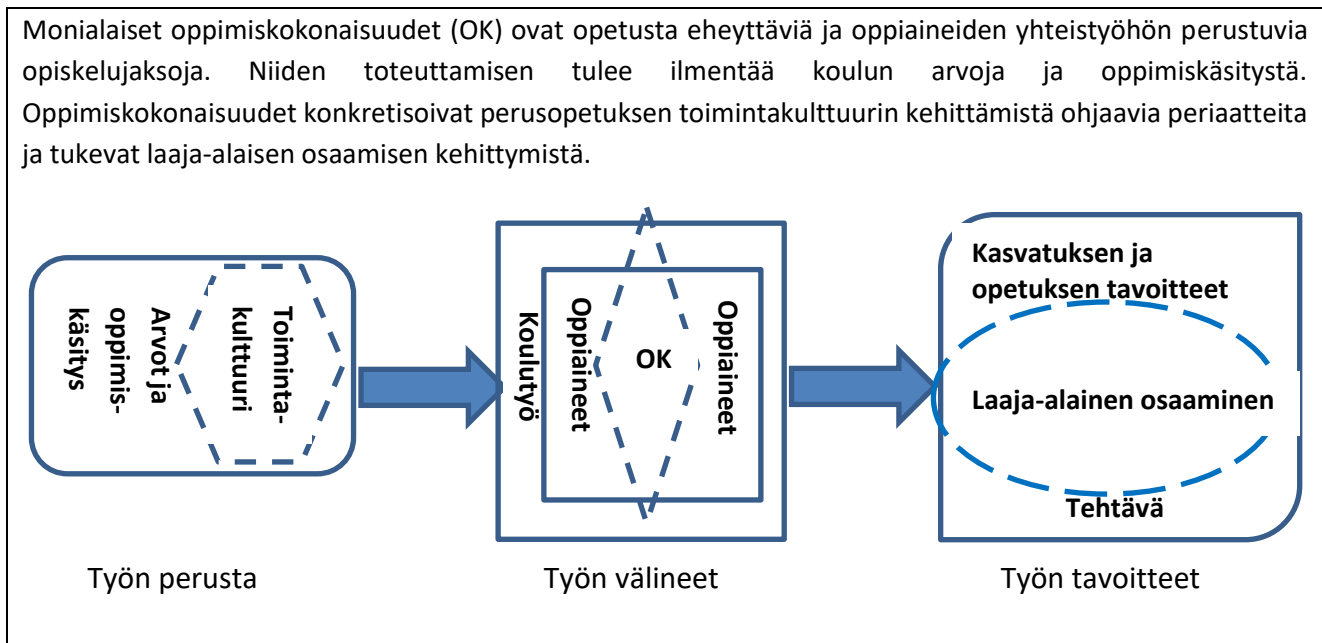 Monialaiset oppimiskokonaisuudet (OK) ovat opetusta eheyttäviä ja oppiaineiden yhteistyöhön perustuvia
opiskelujaksoja. Niiden toteuttamisen tulee ilmentää koulun arvoja ja oppimiskäsitystä.
Oppimiskokonaisuudet konkretisoivat perusopetuksen toimintakulttuurin kehittämistä ohjaavia periaatteita
ja tukevat laaja-alaisen osaamisen kehittymistä.
Arvot ja
oppimis-
käsitys
Toiminta-
kulttuuri
Koulutyö
Oppiaineet
OK
Oppiaineet
Kasvatuksen ja
opetuksen tavoitteet
Laaja-alainen osaaminen
Tehtävä
Työn perusta
Työn välineet
Työn tavoitteet